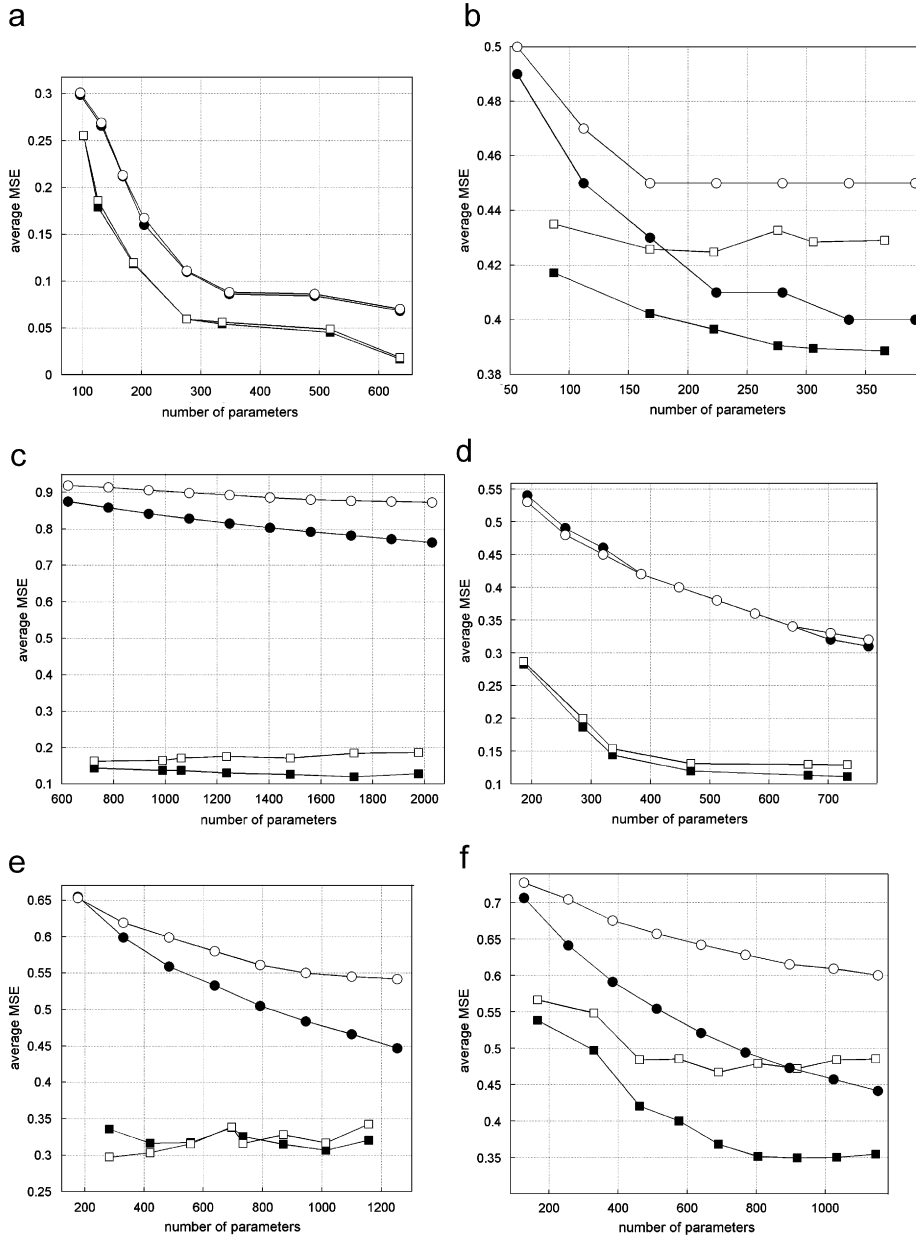 a
0.3
0.25
0.2
0.15
0.1
0.05
0
average MSE
100 200 300 400 500 600
number of parameters
b
0.5
0.48
0.46
0.44
0.42
0.4
0.38
average MSE
50 100 150 200 250 300 350
number of parameters
c
0.9
0.8
0.7
0.6
0.5
0.4
0.3
0.2
0.1
average MSE
600 800 1000 1200 1400 1600 1800 2000
number of parameters
d
0.55
0.5
0.45
0.4
0.35
0.3
0.25
0.2
0.15
0.1
average MSE
200 300 400 500 600 700
number of parameters
e
0.65
0.6
0.55
0.5
0.45
0.4
0.35
0.3
0.25
average MSE
200 400 600 800 1000 1200
number of parameters
f
0.7
0.65
0.6
0.55
0.5
0.45
0.4
0.35
average MSE
200 400 600 800 1000
number of parameters